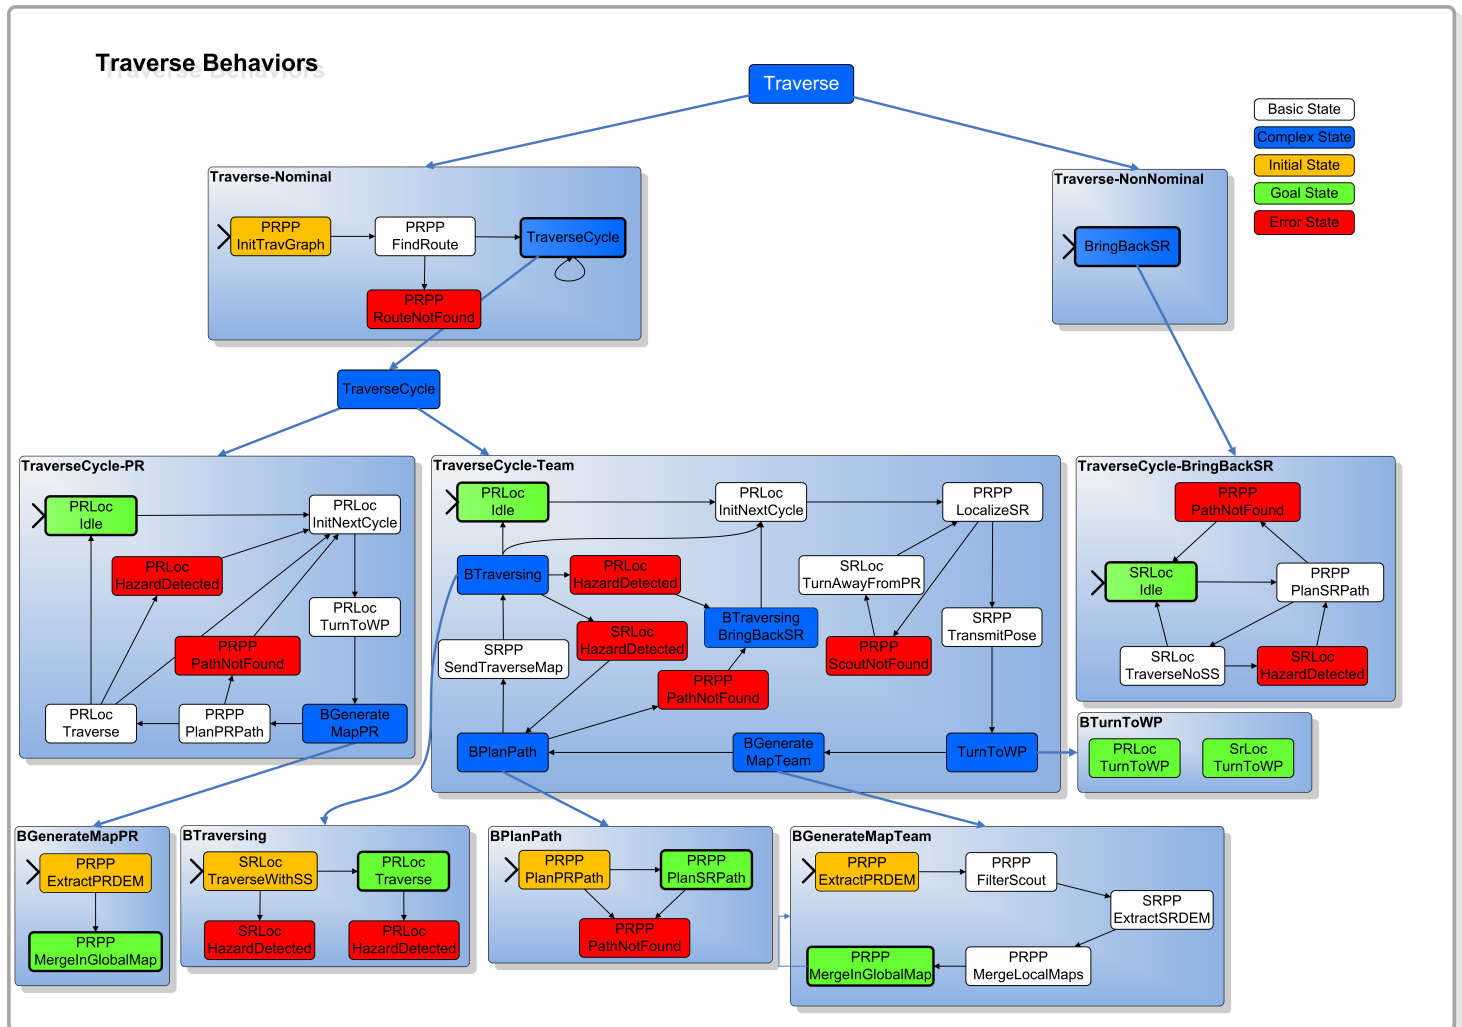 Traverse Behaviors
Traverse
Basic State
Complex State
Initial State
Goal State
Error State
Traverse-Nominal
PRPP
InitTravGraph
PRPP
FindRoute
TraverseCycle
PRPP
RouteNotFound
Traverse-NonNominal
BringBackSR
TraverseCycle
TraverseCycle-PR
PRLoc
Idle
PRLoc
InitNextCycle
PRLoc
HazardDetected
PRLoc
TurnToWP
PRPP
PathNotFound
PRLoc
Traverse
PRPP
PlanPRPath
BGenerate
MapPR
TraverseCycle-Team
PRLoc
Idle
PRLoc
InitNextCycle
PRPP
LocalizeSR
BTraversing
PRLoc
HazardDetected
SRLoc
TurnAwayFromPR
BTraversing
BringBackSR
SRPP
TransmitPose
SRLoc
HazardDetected
SRPP
SendTraverseMap
PRPP
ScoutNotFound
PRPP
PathNotFound
BPlanPath
BGenerate
MapTeam
TurnToWP
TraverseCycle-BringBackSR
PRPP
PathNotFound
SRLoc
Idle
PRPP
PlanSRPath
SRLoc
TraverseNoSS
SRLoc
HazardDetected
BTurnToWP
PRLoc
TurnToWP
SrLoc
TurnToWP
BGenerateMapPR
PRPP
ExtractPRDEM
PRPP
MergeInGlobalMap
BTraversing
SRLoc
TraverseWithSS
PRLoc
Traverse
SRLoc
HazardDetected
PRLoc
HazardDetected
BPlanPath
PRPP
PlanPRPath
PRPP
PlanSRPath
PRPP
PathNotFound
BGenerateMapTeam
PRPP
ExtractPRDEM
PRPP
FilterScout
SRPP
ExtractSRDEM
PRPP
MergeInGlobalMap
PRPP
MergeLocalMaps